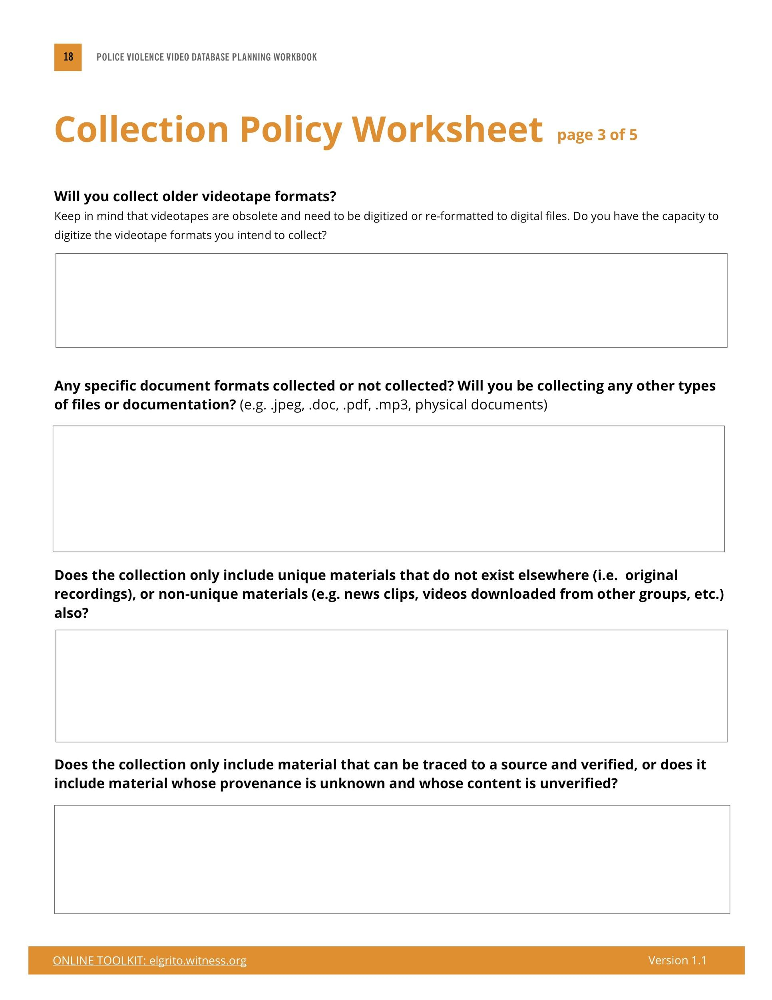 18 POLICE VIOLENCE VIDEO DATABASE PLANNING WORKBOOK
Collection Policy Worksheet page 3 of 5
Will you collect older videotape formats?
Keep in mind that videotapes are obsolete and need to be digitized or re-formatted to digital files. Do you have the capacity to
digitize the videotape formats you intend to collect?
Any specific document formats collected or not collected? Will you be collecting any other types
of files or documentation? (e.g. .jpeg, .doc, .pdf, .mp3, physical documents)
Does the collection only include unique materials that do not exist elsewhere (i.e. original
recordings), or non-unique materials (e.g. news clips, videos downloaded from other groups, etc.)
also?
Does the collection only include material that can be traced to a source and verified, or does it
include material whose provenance is unknown and whose content is unverified?
ONLINE TOOLKIT: elgrito.witness.org Version 1.1